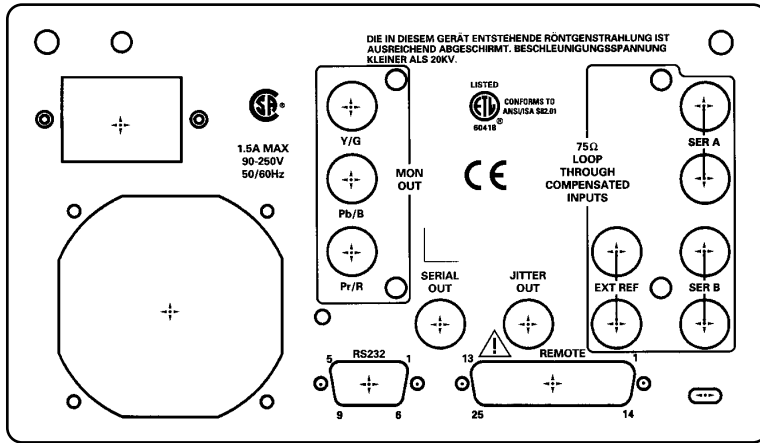 DIE IN DIESEM GERÄT ENTSTEHENDE RÖNTGENSTRAHLUNG IST
AUSREICHEND ABGESCHIRMT. BESCHLEUNIGUNGSSPANNUNG
KLEINER ALS 20KV.
SA ®
1.5A MAX
90-250V
50/60Hz
Y/G
Pb/B
Pr/R
MON
OUT
LISTED
ETL ®
60418
CONFORMS TO
ANSI/ISA S82.01
CE
75Ω
LOOP
THROUGH
COMPENSATED
INPUTS
SER A
EXT REF
SER B
SERIAL
OUT
JITTER
OUT
RS232
5 1
9 6
!
REMOTE
13 1
25 14